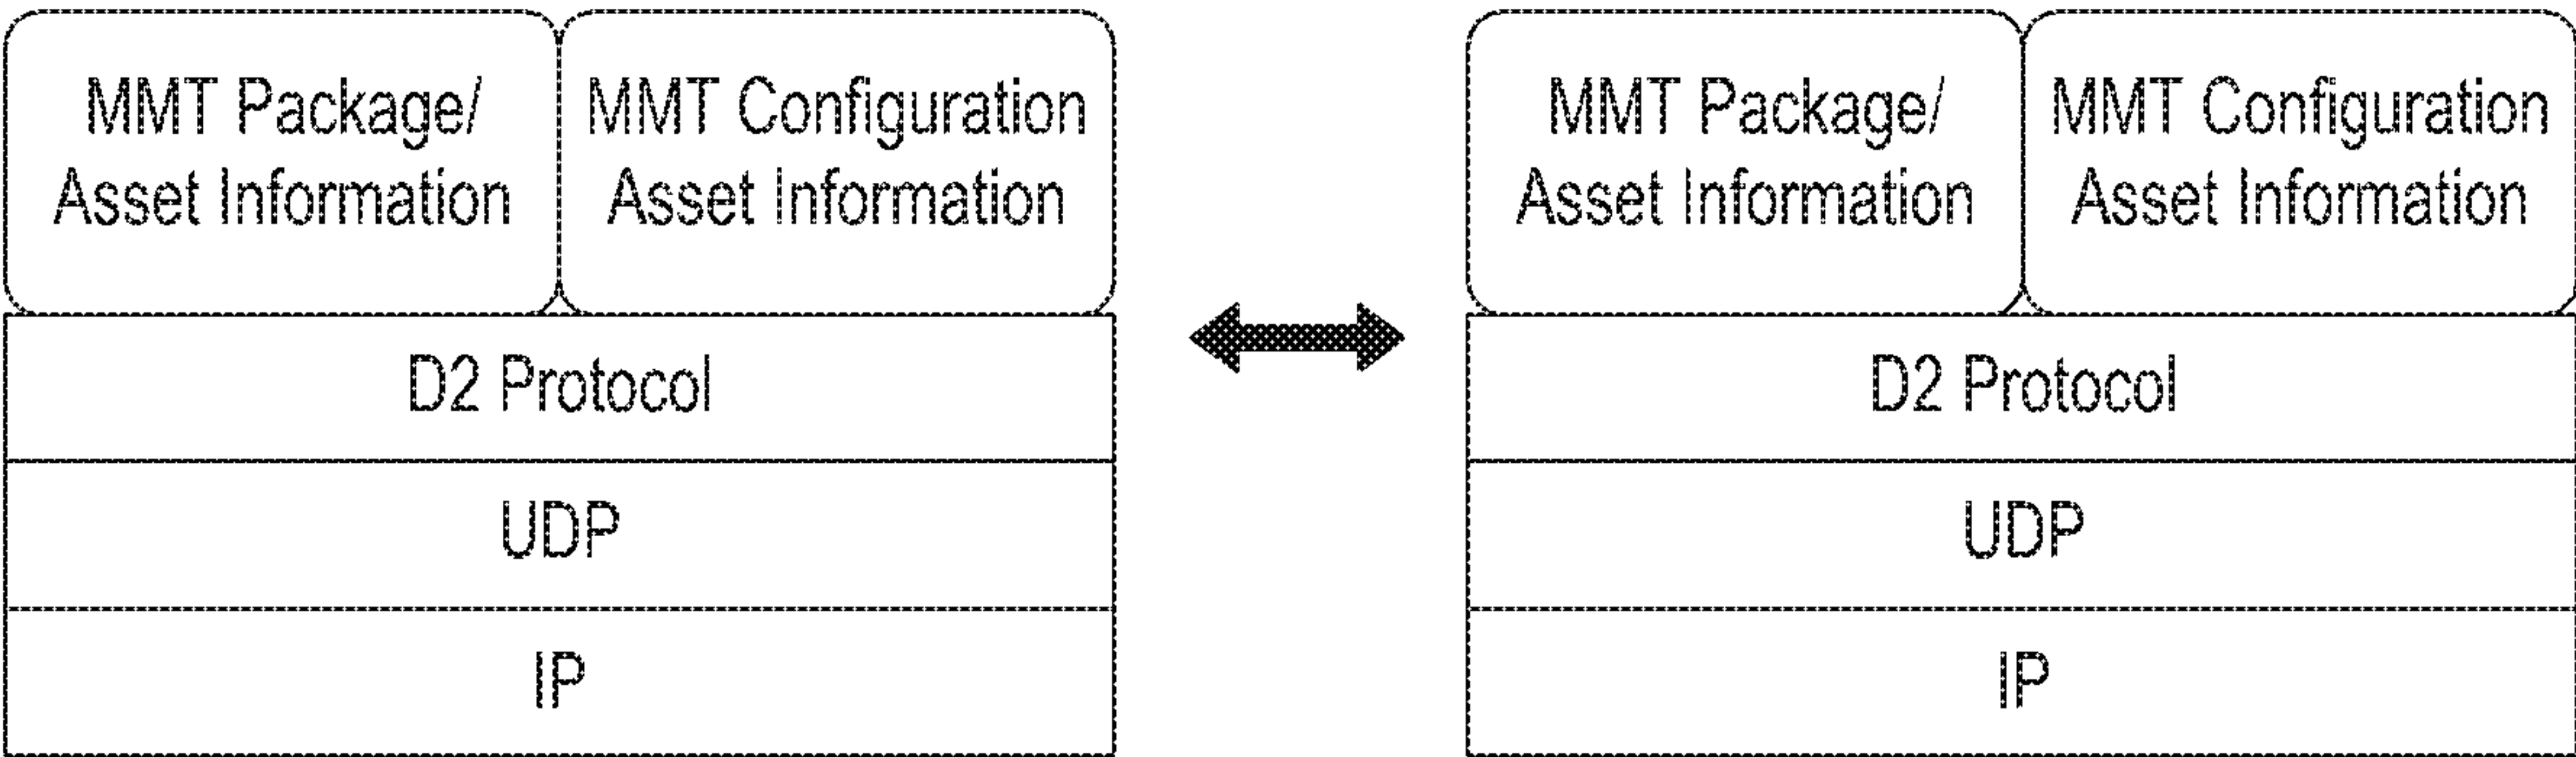 MMT Package/
Asset Information
MMT Configuration
Asset Information
D2 Protocol
UDP
IP
MMT Package/
Asset Information
MMT Configuration
Asset Information
D2 Protocol
UDP
IP